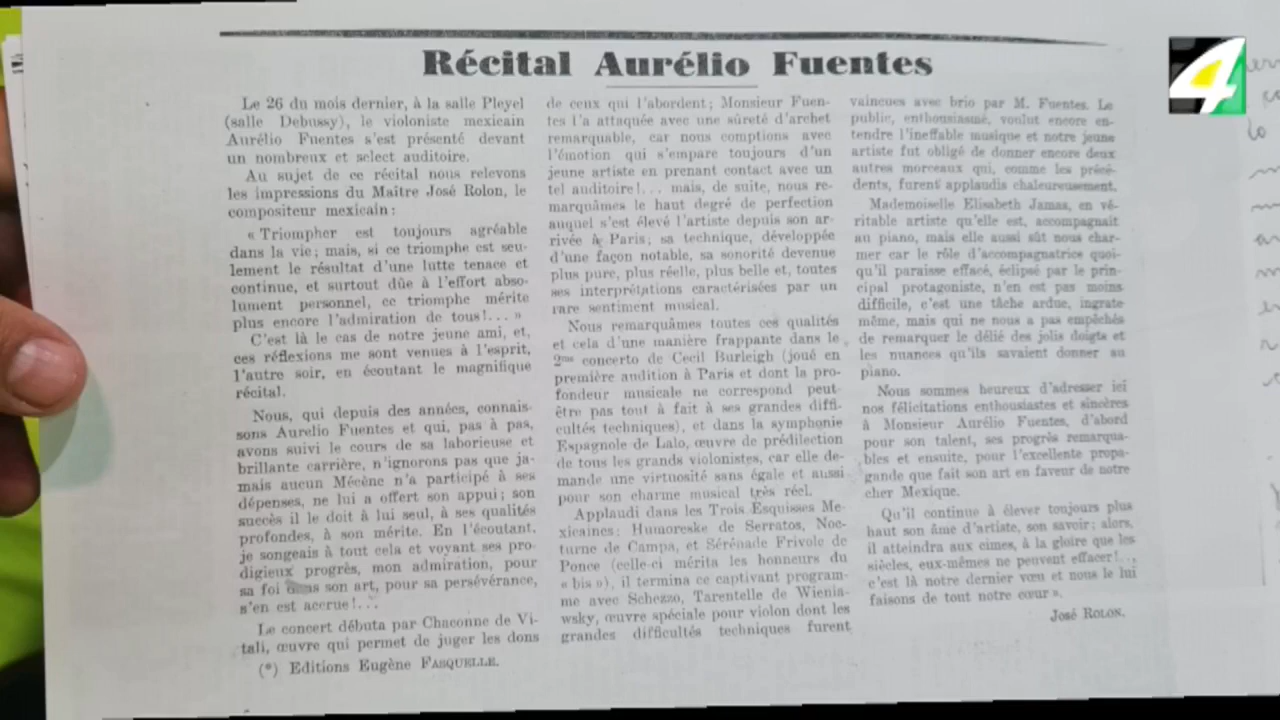 Récital Aurélio Fuentes
Le 26 du mois dernier, à la salle Pleyel
(salle Debussy), le violoniste mexicain
Aurélio Fuentes s'est présenté devant
un nombreux et select auditoire.
Au sujet de ce récital nous relevons
les impressions du Maître José Rolon, le
compositeur mexicain :
« Triompher est toujours agréable
dans la vie ; mais, si ce triomphe est seu-
lement le résultat d'une lutte tenace et
continue, et surtout dûe à l'effort abso-
lument personnel, ce triomphe mérite
plus encore l'admiration de tous !... »
C'est là le cas de notre jeune ami, et,
ces réflexions me sont venues à l'esprit,
l'autre soir, en écoutant le magnifique
récital.
Nous, qui depuis des années, connais-
sons Aurelio Fuentes et qui, pas à pas,
avons suivi le cours de sa laborieuse et
brillante carrière, n'ignorons pas que ja-
mais aucun Mécène n'a participé à ses
dépenses, ne lui a offert son appui ; son
succès il le doit à lui seul, à ses qualités
profondes, à son mérite. En l'écoutant,
je songeais à tout cela et voyant ses pro-
digieux progrès, mon admiration, pour
sa foi dans son art, pour sa persévérance,
s'en est accrue !...
Le concert débuta par Chaconne de Vi-
tali, œuvre qui permet de juger les dons
(*) Editions Eugène FASQUELLE.
de ceux qui l'abordent ; Monsieur Fuen-
tes l'a attaquée avec une sûreté d'archet
remarquable, car nous comptions avec
l'émotion qui s'empare toujours d'un
jeune artiste en prenant contact avec un
tel auditoire !... mais, de suite, nous re-
marquâmes le haut degré de perfection
auquel s'est élevé l'artiste depuis son ar-
rivée à Paris ; sa technique, développée
d'une façon notable, sa sonorité devenue
plus pure, plus réelle, plus belle et, toutes
ses interprétations caractérisées par un
rare sentiment musical.
Nous remarquâmes toutes ces qualités
et cela d'une manière frappante dans le
2me concerto de Cecil Burleigh (joué en
première audition à Paris et dont la pro-
fondeur musicale ne correspond peut-
être pas tout à fait à ses grandes diffi-
cultés techniques), et dans la symphonie
Espagnole de Lalo, œuvre de prédilection
de tous les grands violonistes, car elle de-
mande une virtuosité sans égale et aussi
pour son charme musical très réel.
Applaudi dans les Trois Esquisses Me-
xicaines : Humoreske de Serratos, Noc-
turne de Campa, et Sérénade Frivole de
Ponce (celle-ci mérita les honneurs du
« bis »), il termina ce captivant program-
me avec Schezzo, Tarentelle de Wienia-
wsky, œuvre spéciale pour violon dont les
grandes difficultés techniques furent
vaincues avec brio par M. Fuentes. Le
public, enthousiasmé, voulut encore en-
tendre l'ineffable musique et notre jeune
artiste fut obligé de donner encore deux
autres morceaux qui, comme les précé-
dents, furent applaudis chaleureusement.
Mademoiselle Elisabeth Jamas, en vé-
ritable artiste qu'elle est, accompagnait
au piano, mais elle aussi sût nous char-
mer car le rôle d'accompagnatrice quoi-
qu'il paraisse effacé, éclipsé par le prin-
cipal protagoniste, n'en est pas moins
difficile, c'est une tâche ardue, ingrate
même, mais qui ne nous a pas empêchés
de remarquer le délié des jolis doigts et
les nuances qu'ils savaient donner au
piano.
Nous sommes heureux d'adresser ici
nos félicitations enthousiastes et sincères
à Monsieur Aurélio Fuentes, d'abord
pour son talent, ses progrès remarqua-
bles et ensuite, pour l'excellente propa-
gande que fait son art en faveur de notre
cher Mexique.
Qu'il continue à élever toujours plus
haut son âme d'artiste, son savoir ; alors,
il atteindra aux cimes, à la gloire que les
siècles, eux-mêmes ne peuvent effacer !...
c'est là notre dernier vœu et nous le lui
faisons de tout notre cœur ».
José ROLON.
4